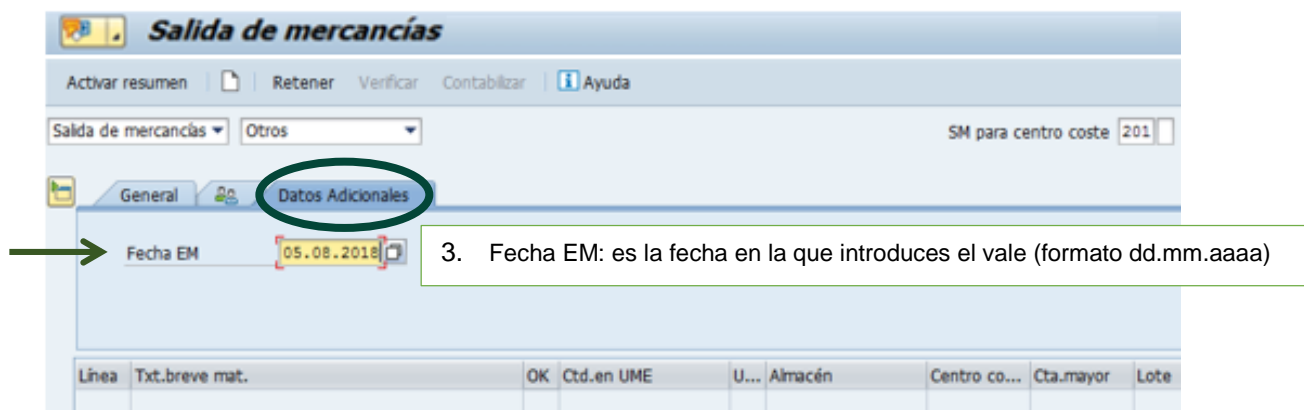 Salida de mercancías
Activar resumen Retener Verificar Contabilizar Ayuda
Salida de mercancías Otros SM para centro coste 201
General Datos Adicionales
Fecha EM 05.08.2018 3. Fecha EM: es la fecha en la que introduces el vale (formato dd.mm.aaaa)
Línea Txt.breve mat. OK Ctd.en UME U... Almacén Centro co... Cta.mayor Lote